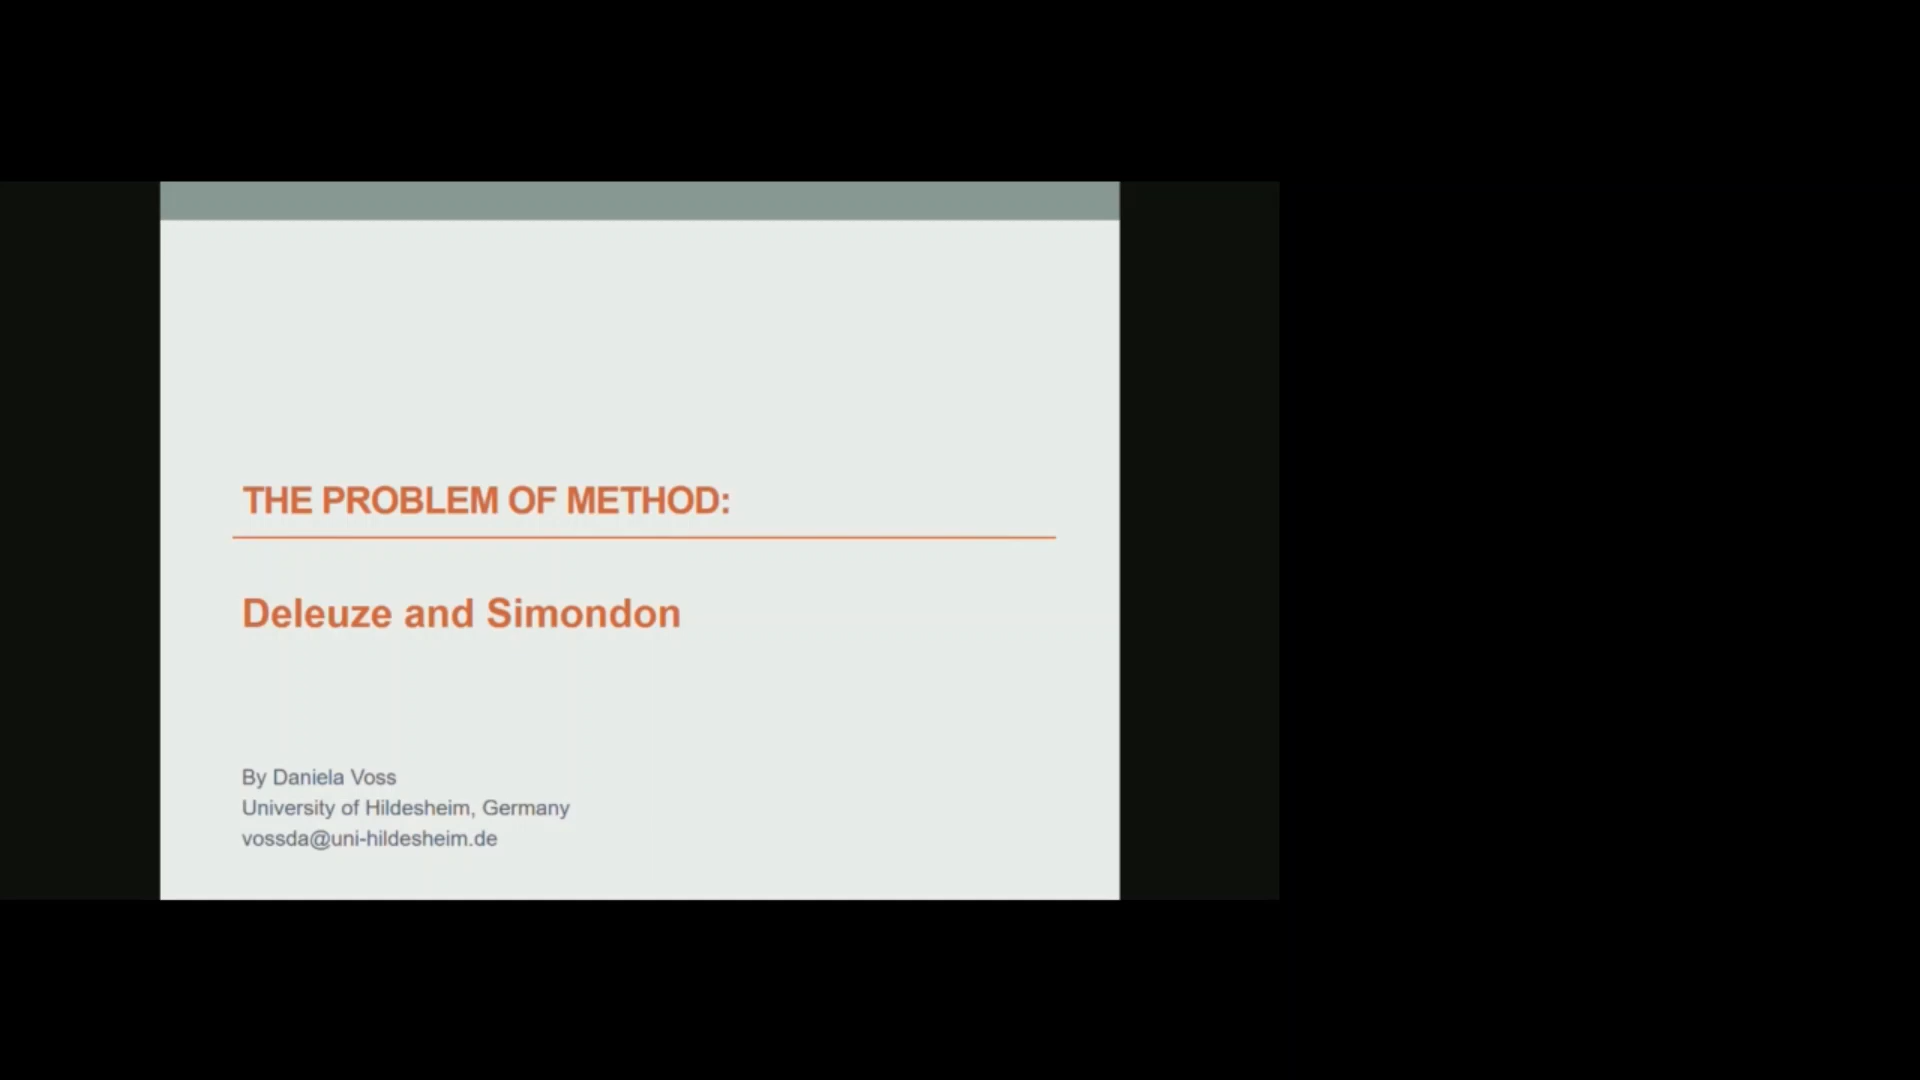 THE PROBLEM OF METHOD:
Deleuze and Simondon
By Daniela Voss
University of Hildesheim, Germany
vossda@uni-hildesheim.de